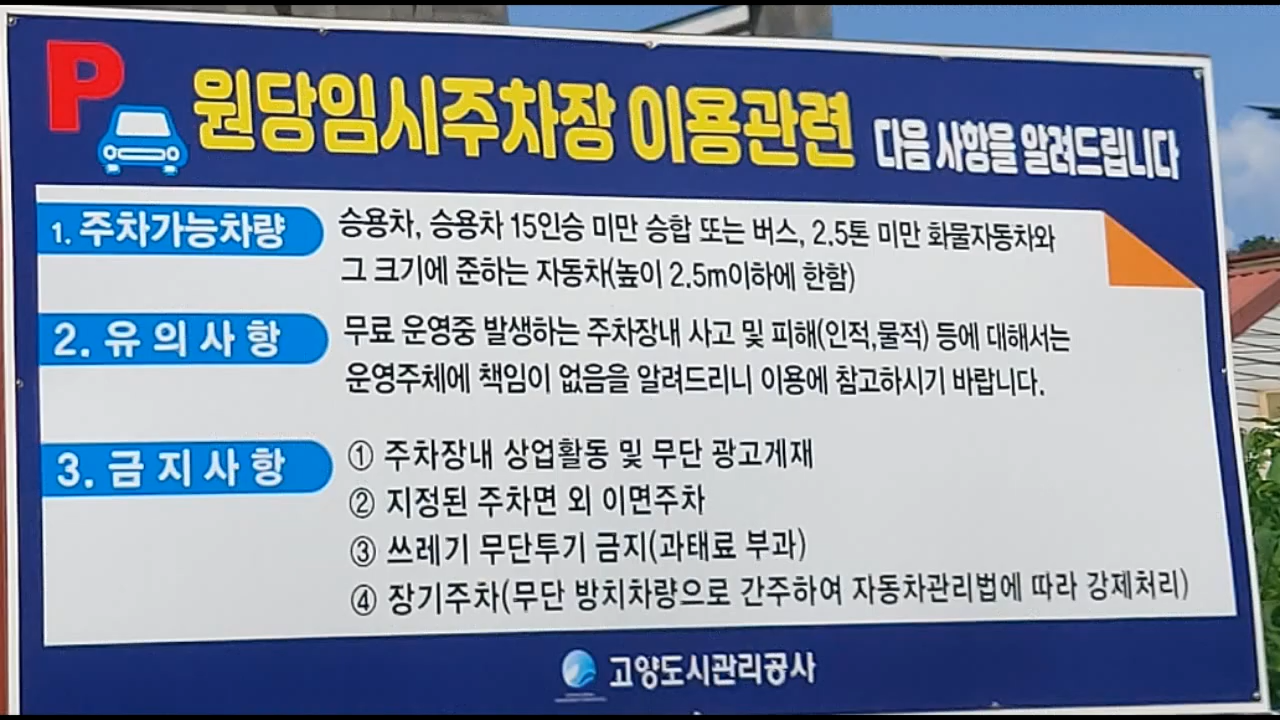 P
원당임시주차장 이용관련 다음 사항을 알려드립니다
1. 주차가능차량
승용차, 승용차 15인승 미만 승합 또는 버스, 2.5톤 미만 화물자동차와
그 크기에 준하는 자동차(높이 2.5m이하에 한함)
2. 유의사항
무료 운영중 발생하는 주차장내 사고 및 피해(인적,물적) 등에 대해서는
운영주체에 책임이 없음을 알려드리니 이용에 참고하시기 바랍니다.
3. 금지사항
① 주차장내 상업활동 및 무단 광고게재
② 지정된 주차면 외 이면주차
③ 쓰레기 무단투기 금지(과태료 부과)
④ 장기주차(무단 방치차량으로 간주하여 자동차관리법에 따라 강제처리)
고양도시관리공사